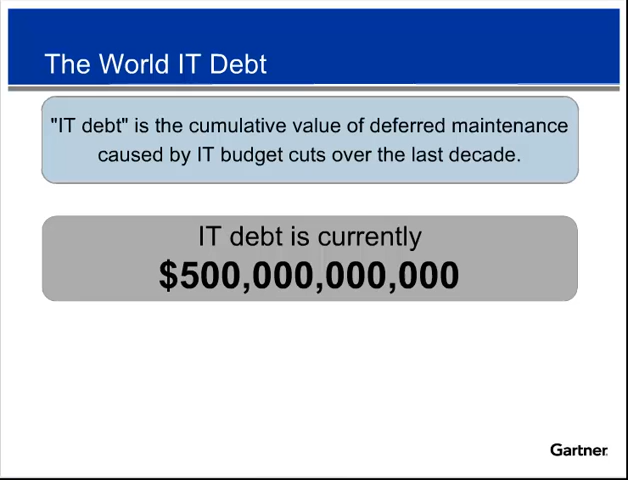 The World IT Debt
"IT debt" is the cumulative value of deferred maintenance
caused by IT budget cuts over the last decade.
IT debt is currently
$500,000,000,000
Gartner